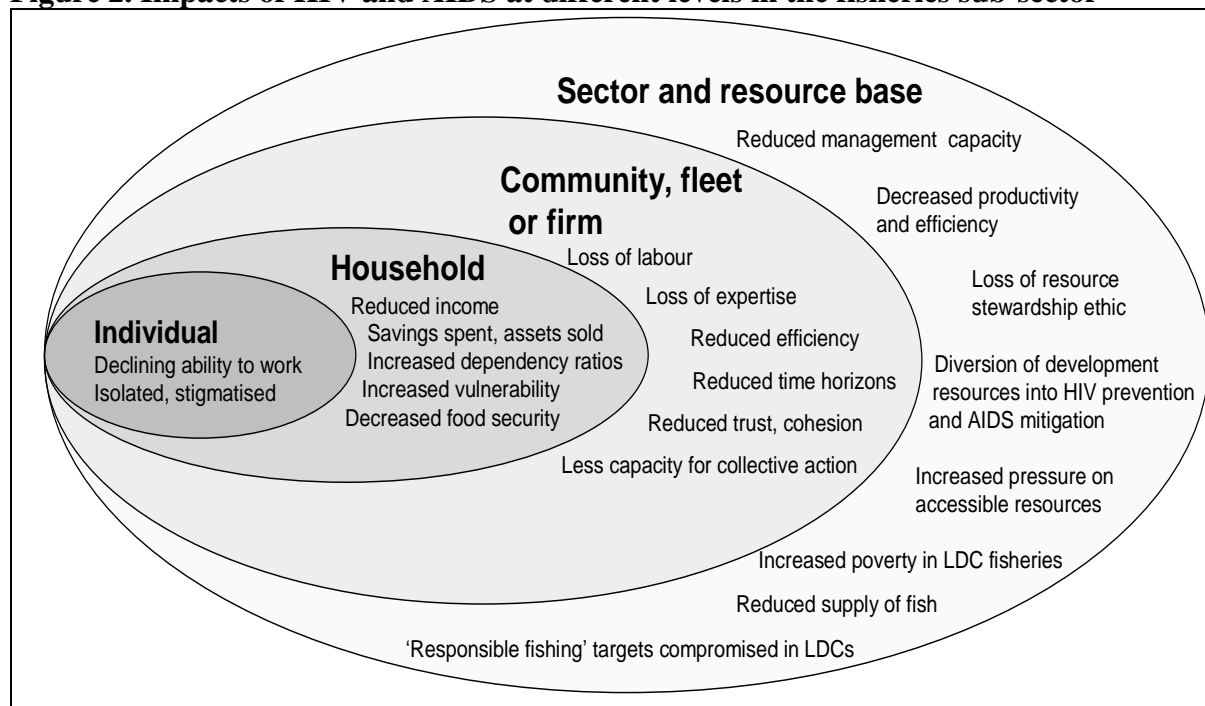 Figure 2. Impacts of HIV and AIDS at different levels in the fisheries sub-sector
Sector and resource base
Reduced management capacity
Decreased productivity
and efficiency
Loss of resource
stewardship ethic
Diversion of development
resources into HIV prevention
and AIDS mitigation
Increased pressure on
accessible resources
Increased poverty in LDC fisheries
Reduced supply of fish
‘Responsible fishing’ targets compromised in LDCs
Community, fleet
or firm
Loss of labour
Loss of expertise
Reduced efficiency
Reduced time horizons
Reduced trust, cohesion
Less capacity for collective action
Household
Reduced income
Savings spent, assets sold
Increased dependency ratios
Increased vulnerability
Decreased food security
Individual
Declining ability to work
Isolated, stigmatised